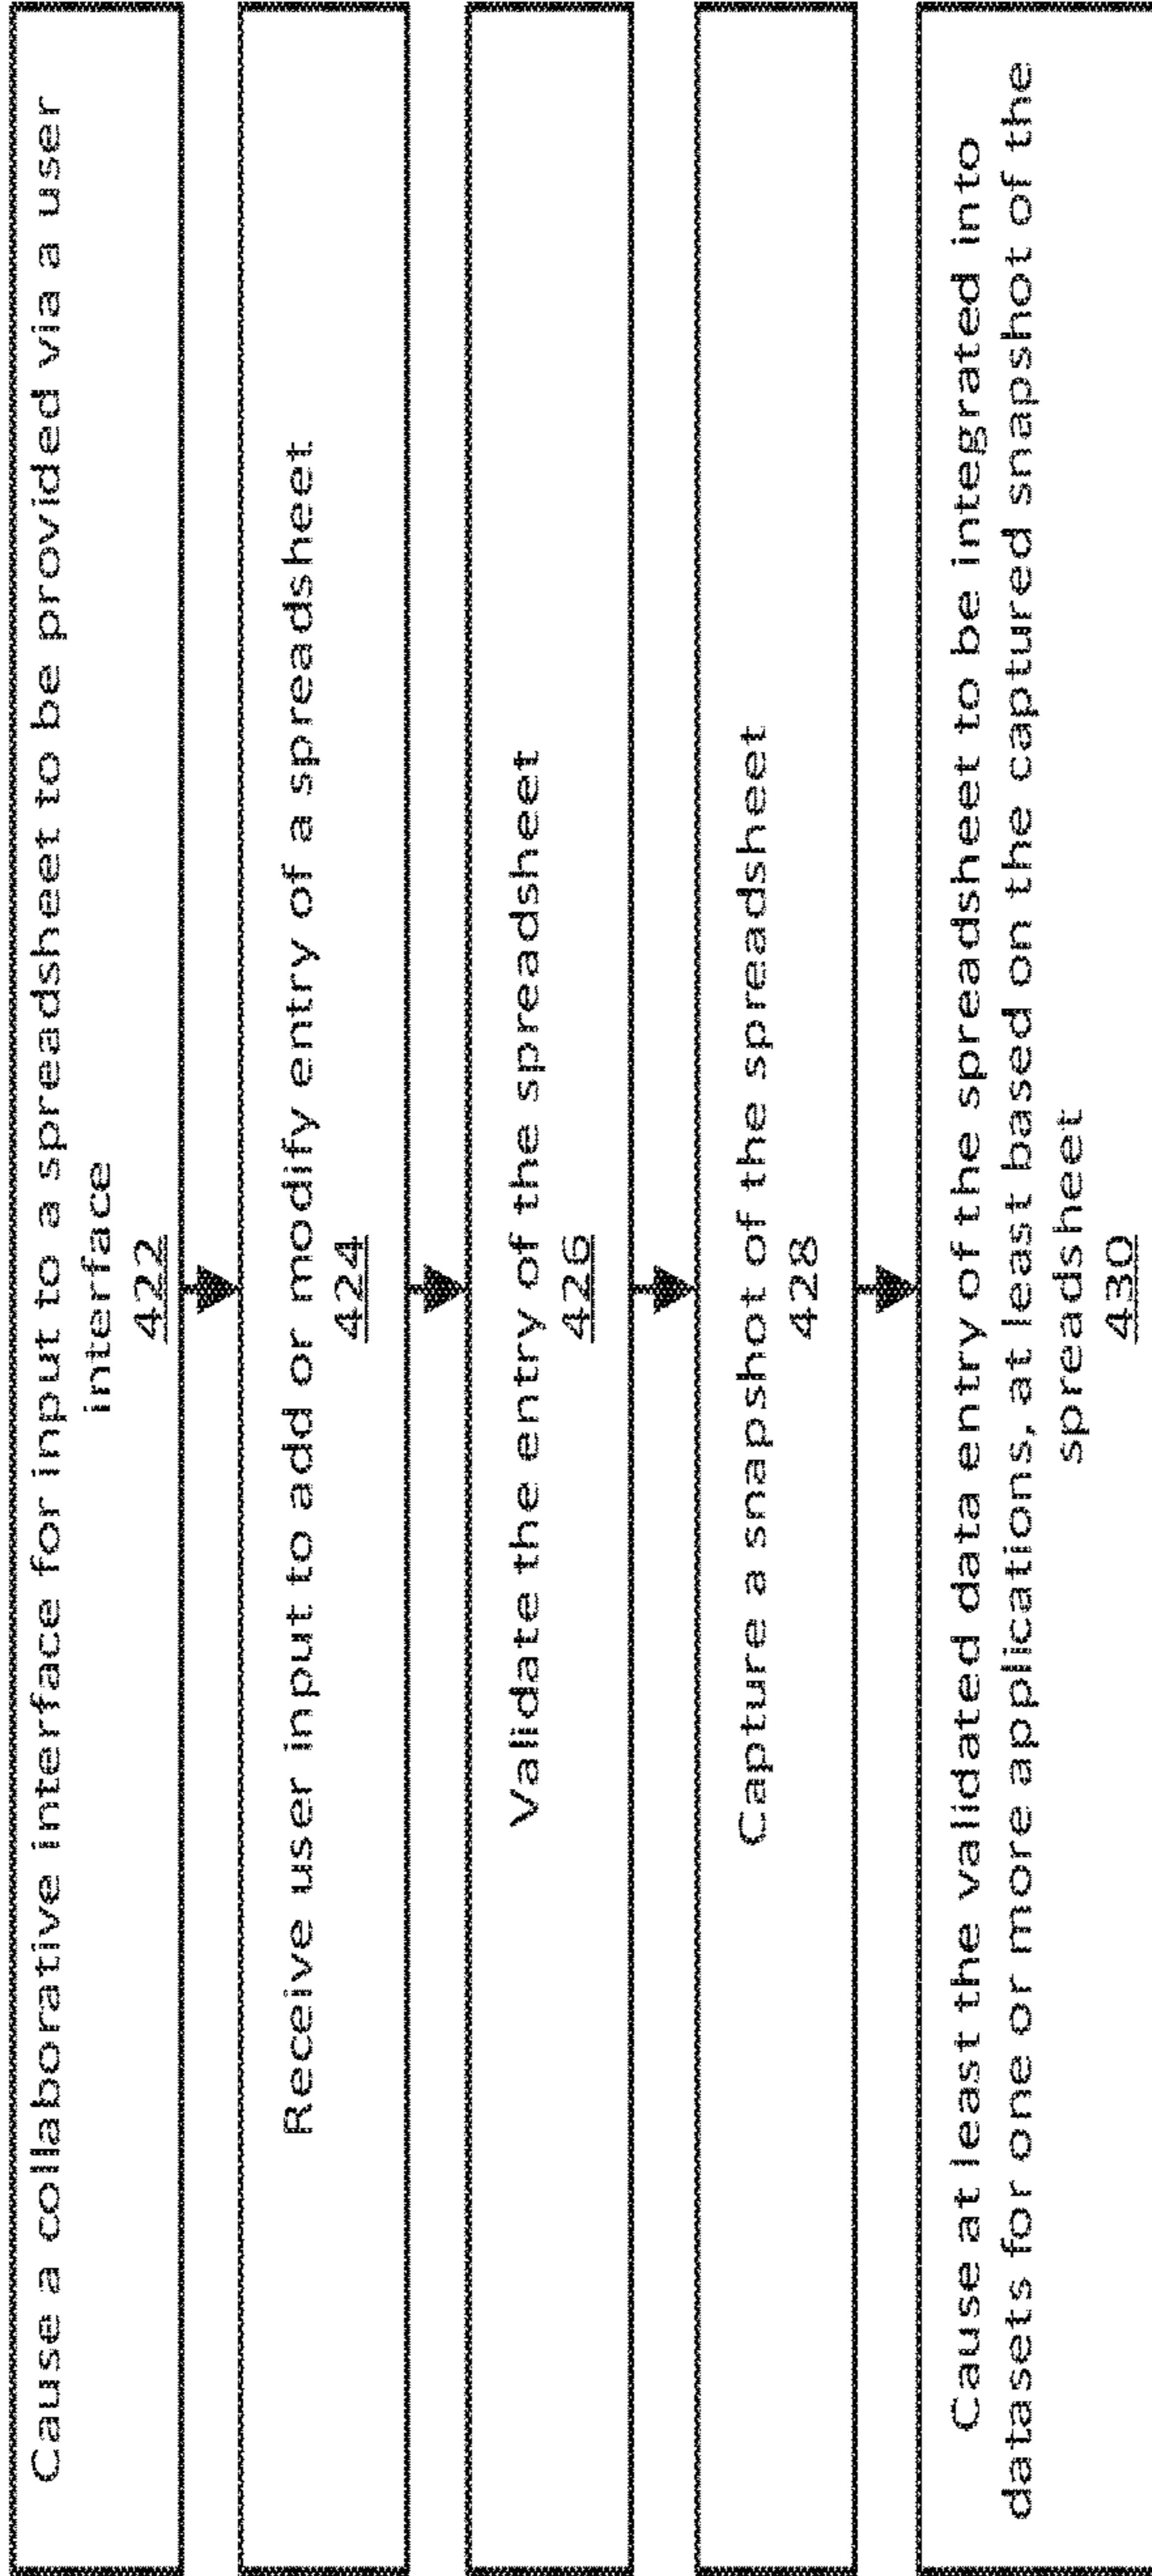 Cause a collaborative interface for input to a spreadsheet to be provided via a user
interface
422
Receive user input to add or modify entry of a spreadsheet
424
Validate the entry of the spreadsheet
426
Capture a snapshot of the spreadsheet
428
Cause at least the validated data entry of the spreadsheet to be integrated into
datasets for one or more applications, at least based on the captured snapshot of the
spreadsheet
430